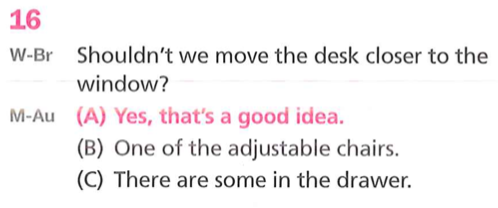 16
W-Br Shouldn't we move the desk closer to the
window?
M-Au (A) Yes, that's a good idea.
(B) One of the adjustable chairs.
(C) There are some in the drawer.